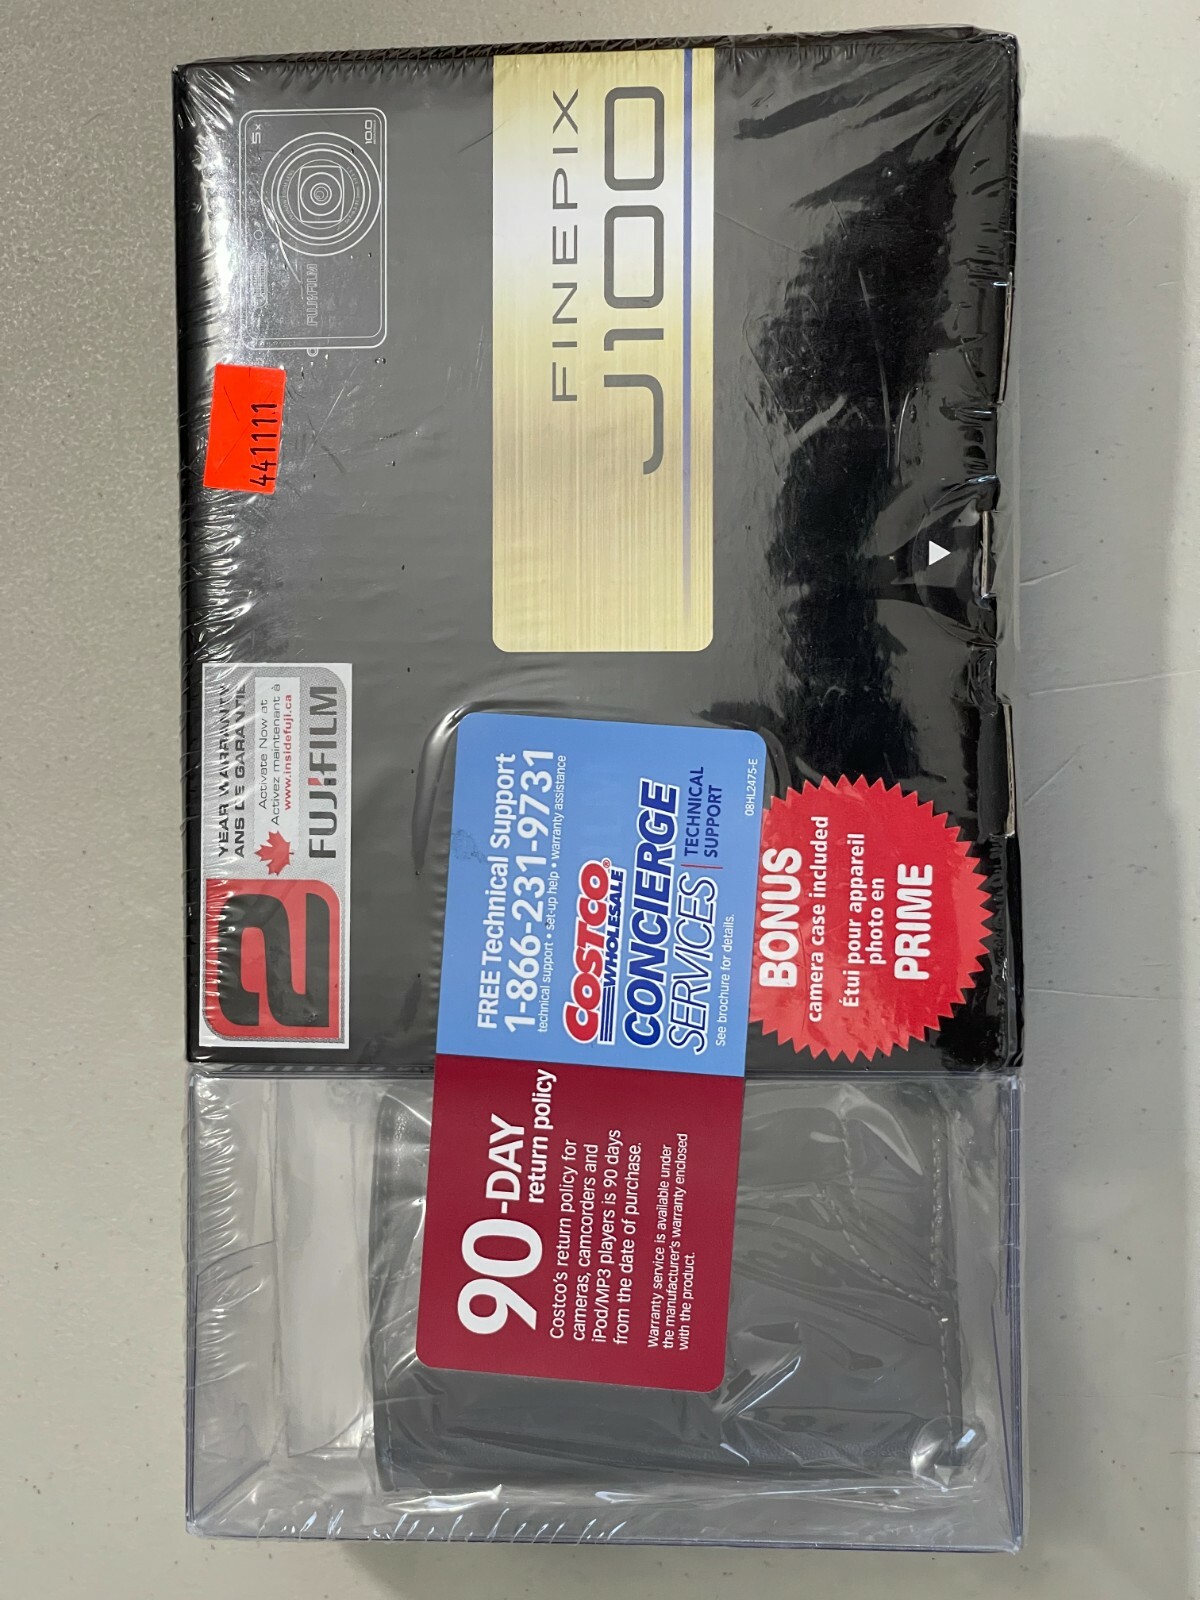 5x
10.0
FUJIFILM
441111
FINEPIX
J100
2
YEAR WARRANTY
ANS DE GARANTIE
Activate Now at
Activez maintenant à
www.insidefuji.ca
FUJIFILM
90-DAY
return policy
Costco's return policy for
cameras, camcorders and
iPod/MP3 players is 90 days
from the date of purchase.
Warranty service is available under
the manufacturer's warranty enclosed
with the product.
FREE Technical Support
1-866-231-9731
technical support • set-up help • warranty assistance
COSTCO®
WHOLESALE
CONCIERGE
SERVICES
TECHNICAL
SUPPORT
See brochure for details.
08HL2475-E
BONUS
camera case included
Étui pour appareil
photo en
PRIME